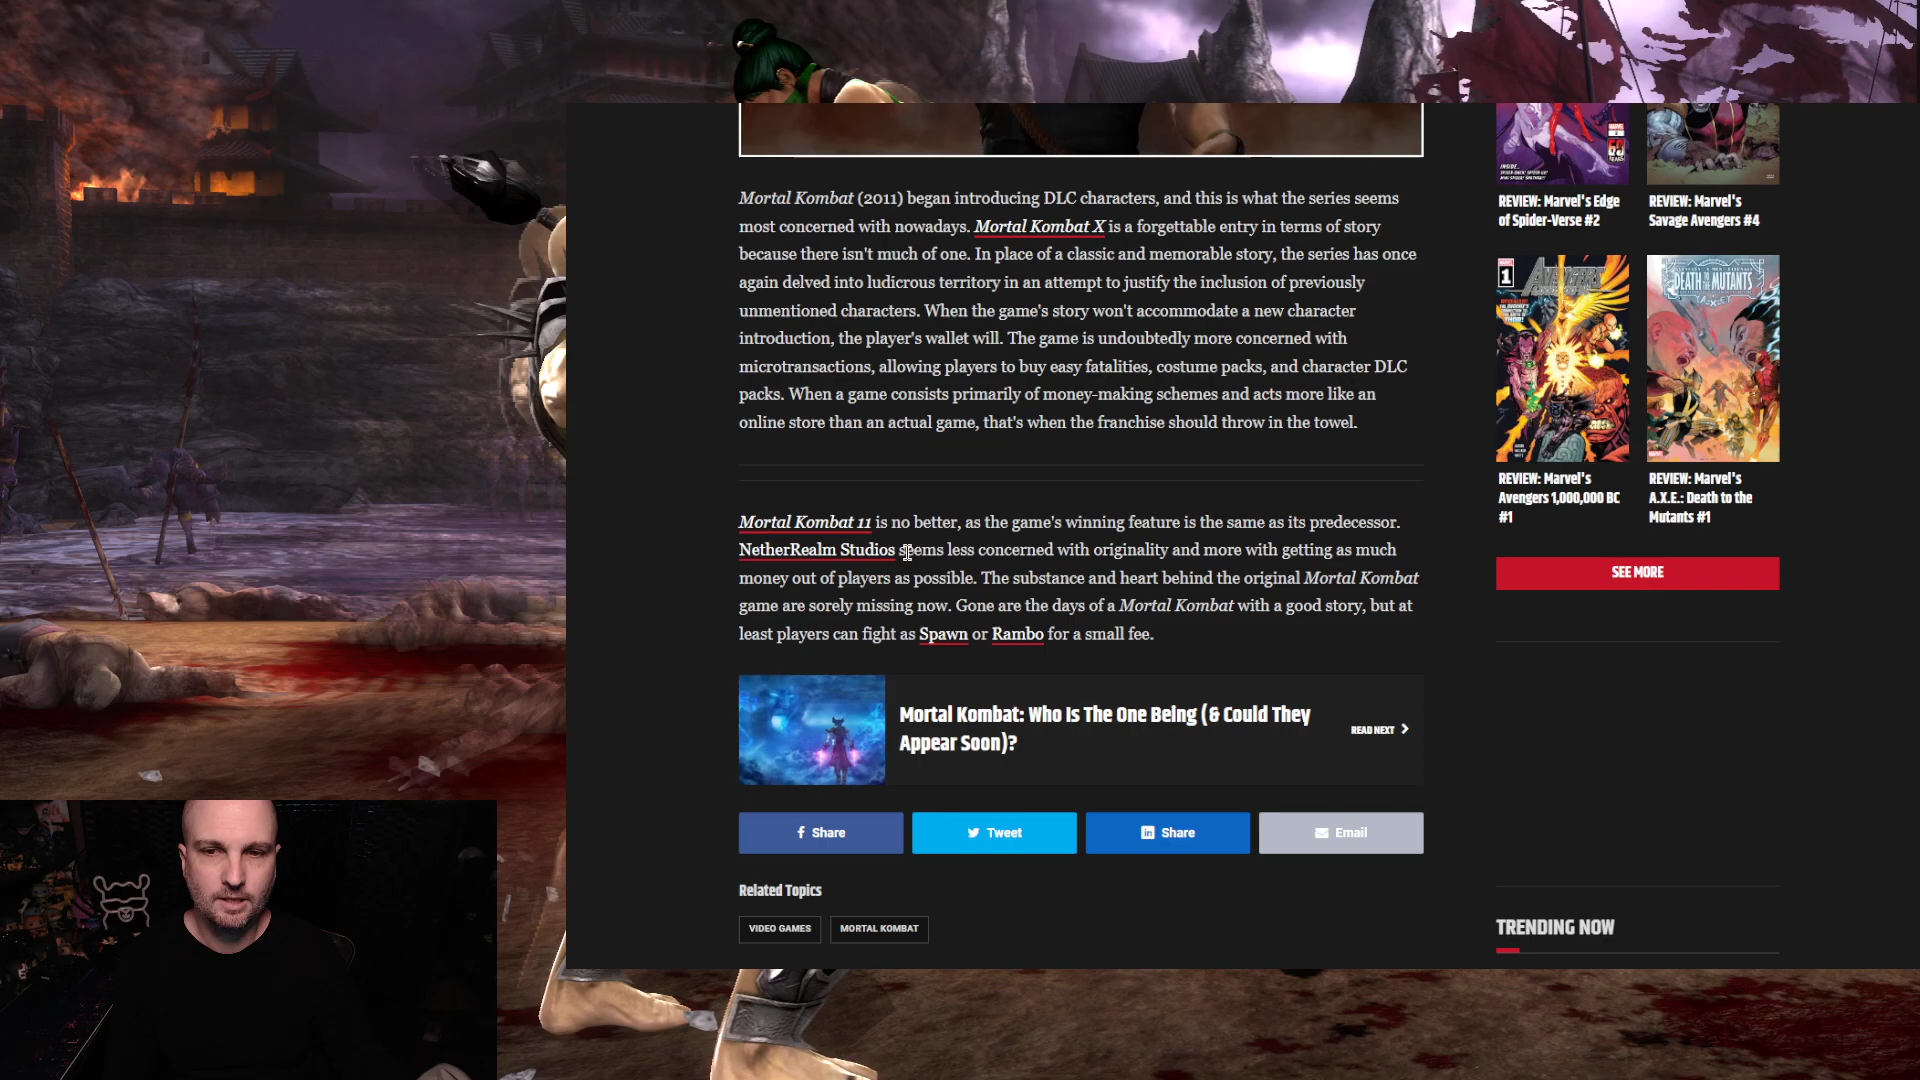 Mortal Kombat (2011) began introducing DLC characters, and this is what the series seems
most concerned with nowadays. Mortal Kombat X is a forgettable entry in terms of story
because there isn't much of one. In place of a classic and memorable story, the series has once
again delved into ludicrous territory in an attempt to justify the inclusion of previously
unmentioned characters. When the game's story won't accommodate a new character
introduction, the player's wallet will. The game is undoubtedly more concerned with
microtransactions, allowing players to buy easy fatalities, costume packs, and character DLC
packs. When a game consists primarily of money-making schemes and acts more like an
online store than an actual game, that's when the franchise should throw in the towel.
Mortal Kombat 11 is no better, as the game's winning feature is the same as its predecessor.
NetherRealm Studios seems less concerned with originality and more with getting as much
money out of players as possible. The substance and heart behind the original Mortal Kombat
game are sorely missing now. Gone are the days of a Mortal Kombat with a good story, but at
least players can fight as Spawn or Rambo for a small fee.
Mortal Kombat: Who Is The One Being (& Could They
Appear Soon)?
READ NEXT
Share
Tweet
Share
Email
Related Topics
VIDEO GAMES
MORTAL KOMBAT
REVIEW: Marvel's Edge
of Spider-Verse #2
REVIEW: Marvel's
Savage Avengers #4
1
AVENGERS
DEATH TO THE
MUTANTS
REVIEW: Marvel's
Avengers 1,000,000 BC
#1
REVIEW: Marvel's
A.X.E.: Death to the
Mutants #1
SEE MORE
TRENDING NOW